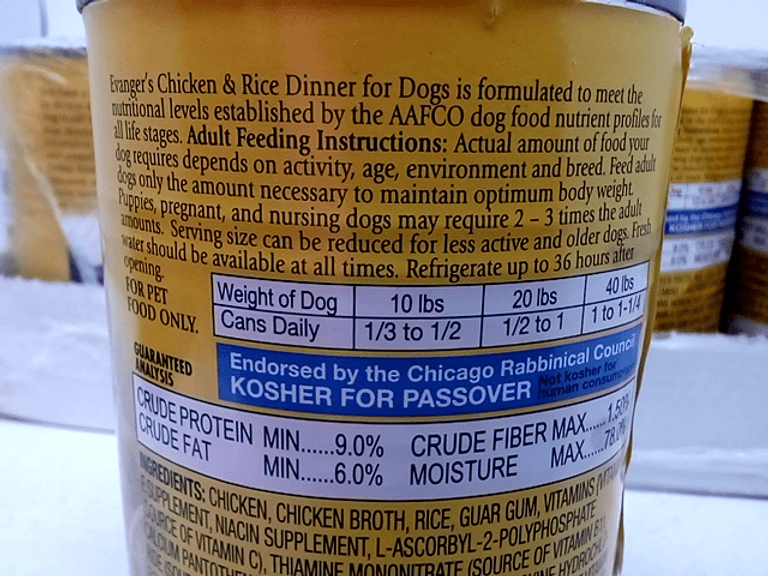 Evanger's Chicken & Rice Dinner for Dogs is formulated to meet the
nutritional levels established by the AAFCO dog food nutrient profiles for
all life stages. Adult Feeding Instructions: Actual amount of food your
dog requires depends on activity, age, environment and breed. Feed adult
dogs only the amount necessary to maintain optimum body weight.
Puppies, pregnant, and nursing dogs may require 2 – 3 times the adult
amounts. Serving size can be reduced for less active and older dogs. Fresh
water should be available at all times. Refrigerate up to 36 hours after
opening.
FOR PET
FOOD ONLY.
Weight of Dog 10 lbs 20 lbs 40 lbs
Cans Daily 1/3 to 1/2 1/2 to 1 1 to 1-1/4
Endorsed by the Chicago Rabbinical Council
KOSHER FOR PASSOVER
Not kosher for
human
GUARANTEED
ANALYSIS
CRUDE PROTEIN MIN......9.0% CRUDE FIBER MAX......1.50%
CRUDE FAT MIN......6.0% MOISTURE MAX......78.0%
INGREDIENTS: CHICKEN, CHICKEN BROTH, RICE, GUAR GUM, VITAMINS
E SUPPLEMENT, NIACIN SUPPLEMENT, L-ASCORBYL-2-POLYPHOSPHATE
OF VITAMIN C), THIAMINE MONONITRATE (SOURCE OF VITAMIN